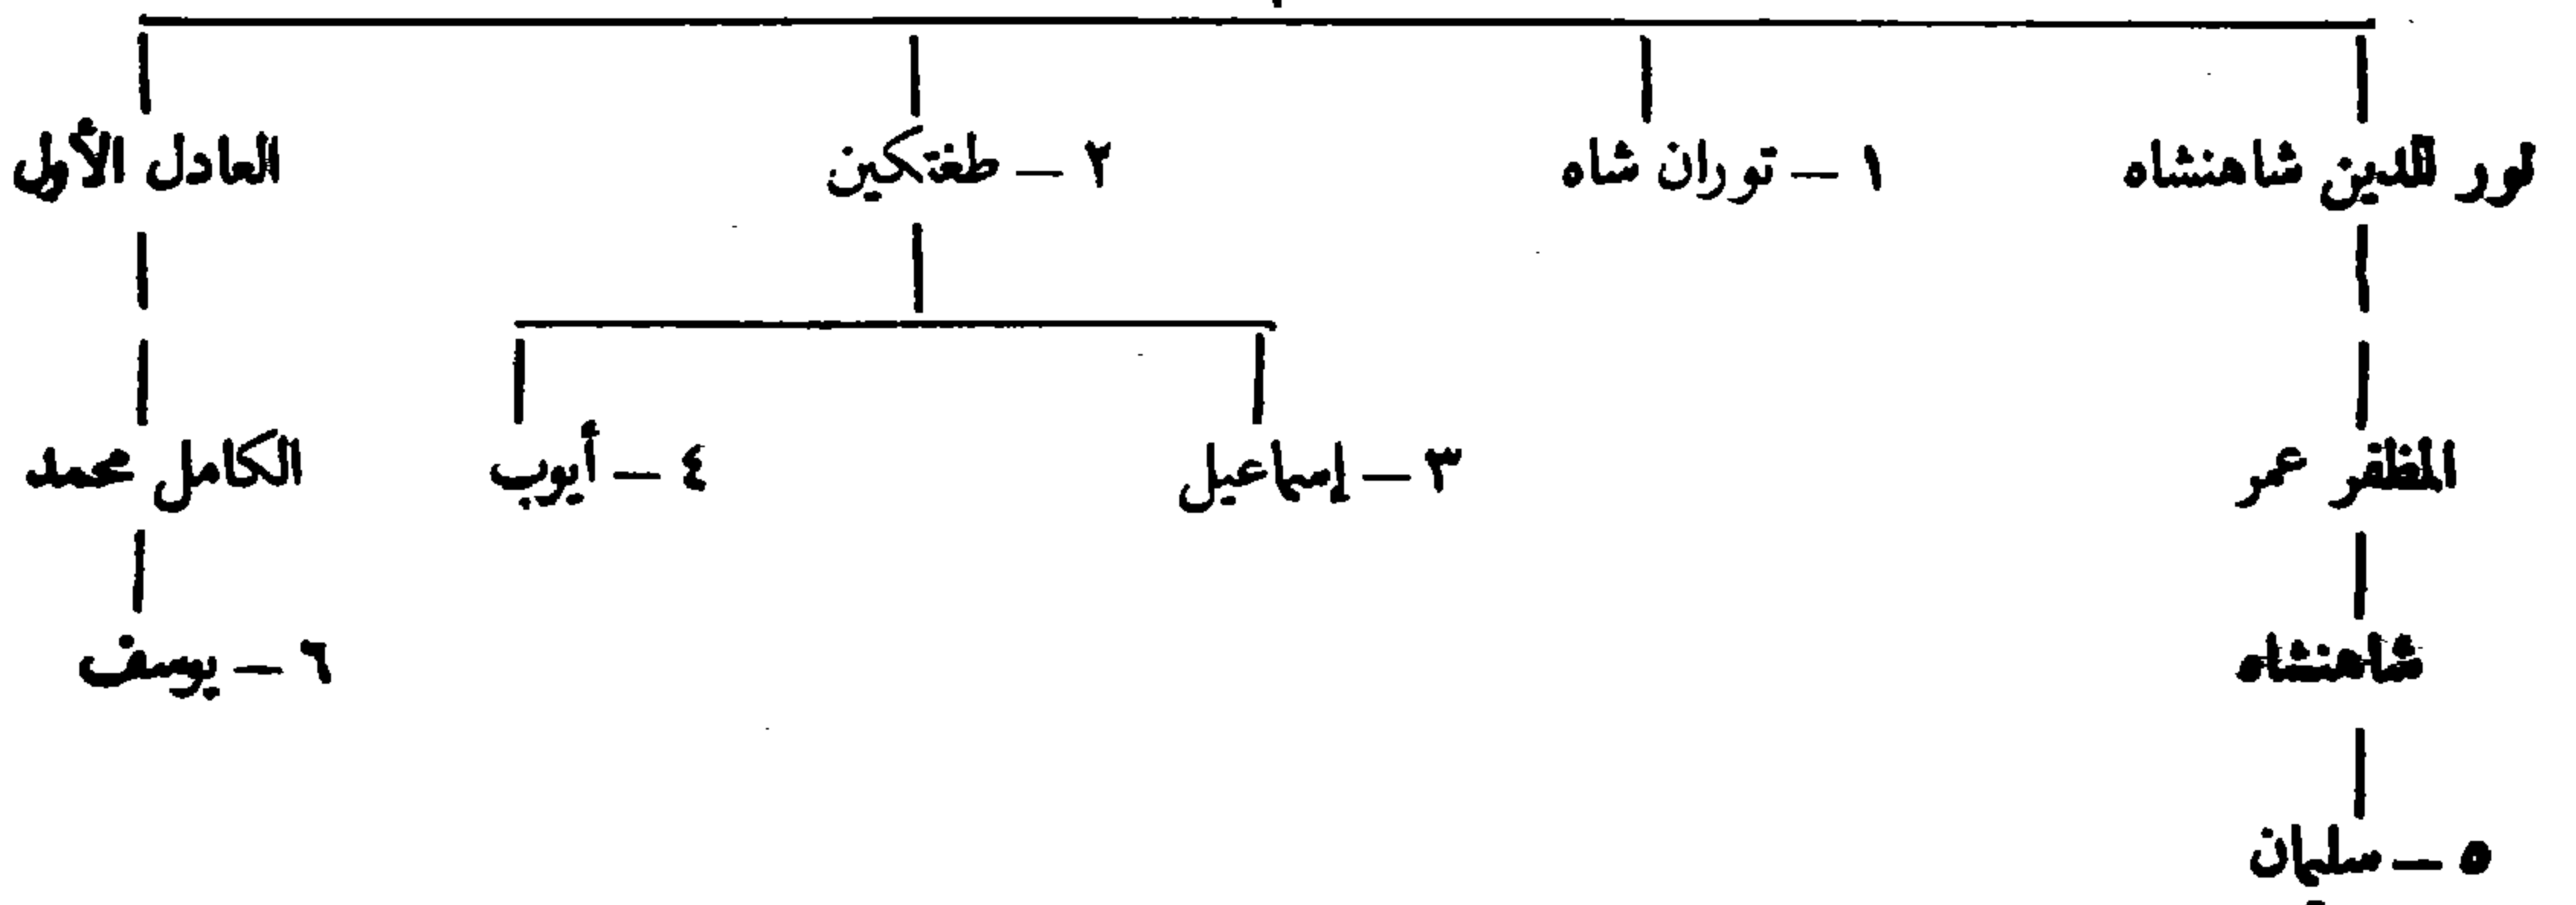 نور الدين شاهنشاه ١ – توران شاه ٢ – طغتكين العادل الأول
المظفر عمر ٣ – إسماعيل ٤ – أيوب الكامل محمد
شاهنشاه ٦ – يوسف
٥ – سليمان